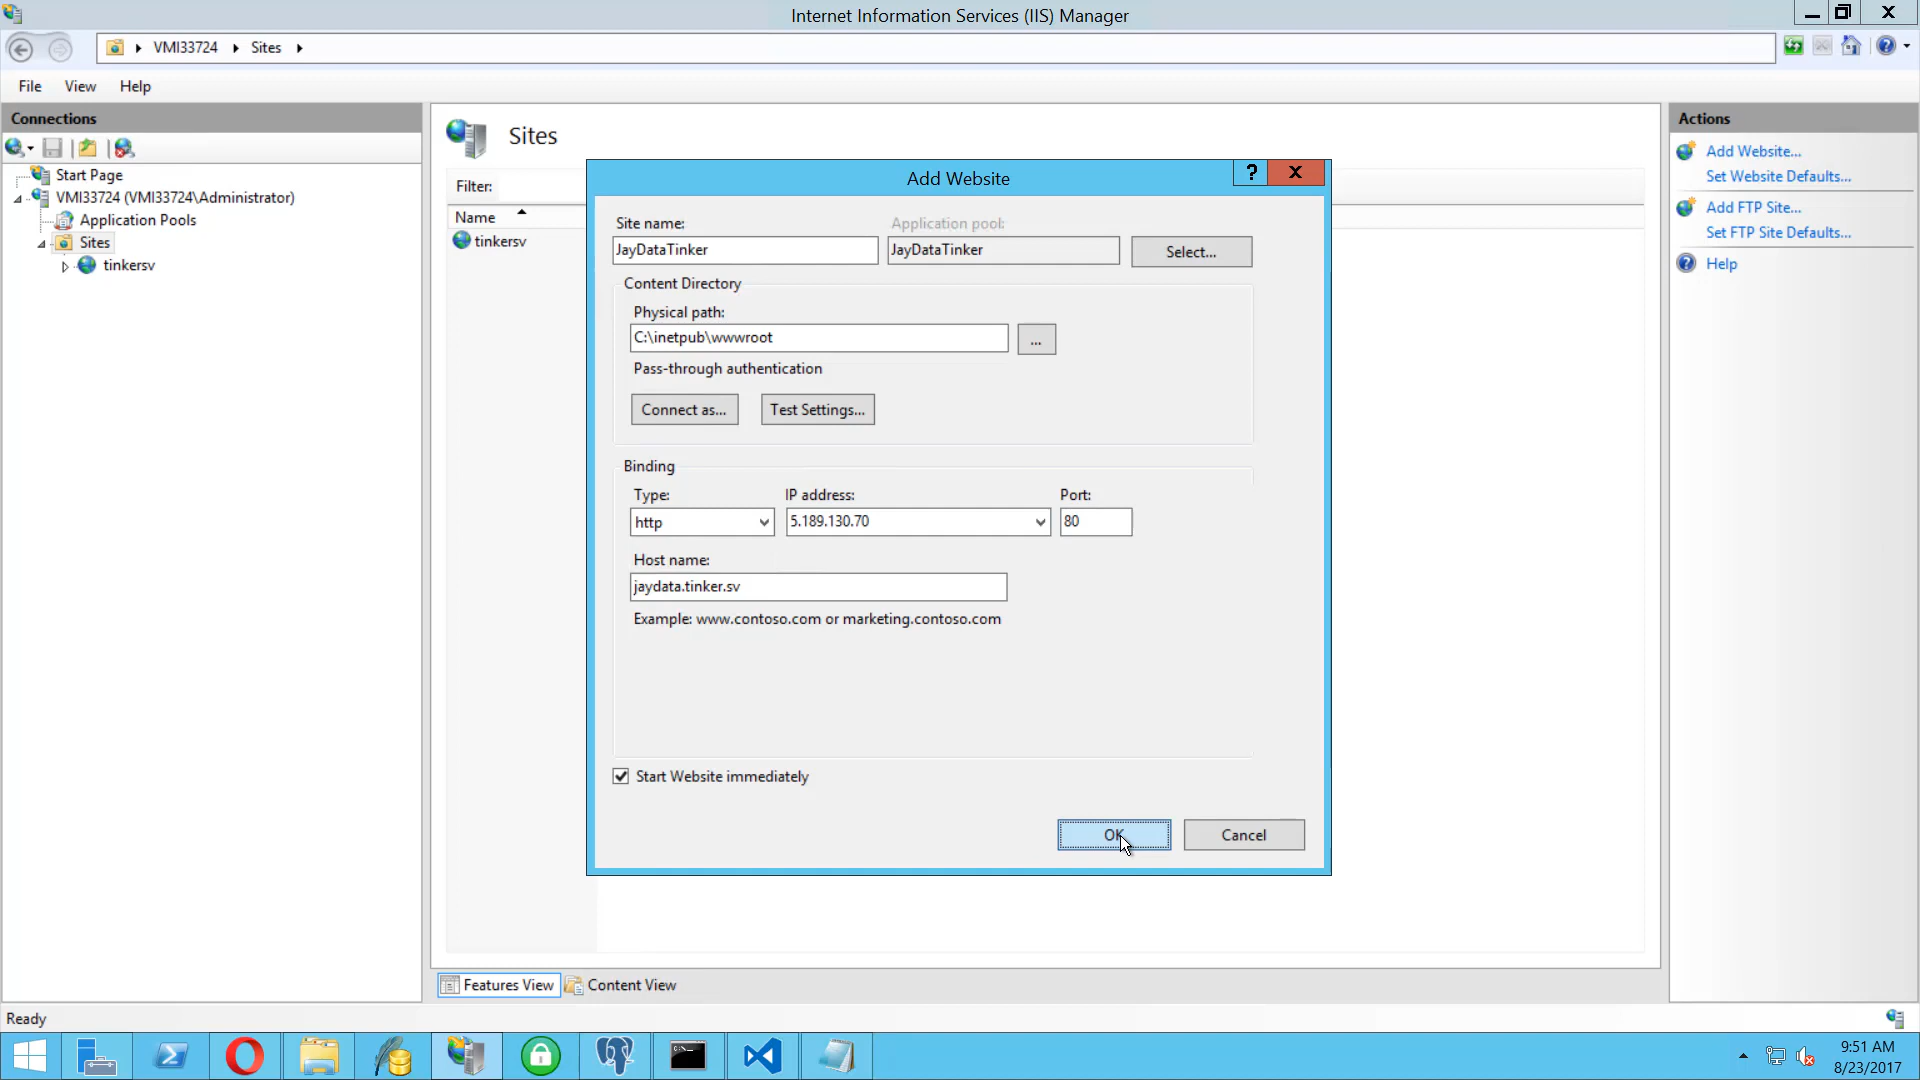 Internet Information Services (IIS) Manager
VMI33724 Sites
File View Help
Connections
Start Page
VMI33724 (VMI33724\Administrator)
Application Pools
Sites
tinkersv
Sites
Filter:
Name
tinkersv
Add Website
?
X
Site name:
Application pool:
JayDataTinker
JayDataTinker
Select...
Content Directory
Physical path:
C:\inetpub\wwwroot
...
Pass-through authentication
Connect as...
Test Settings...
Binding
Type:
IP address:
Port:
http
5.189.130.70
80
Host name:
jaydata.tinker.sv
Example: www.contoso.com or marketing.contoso.com
Start Website immediately
OK
Cancel
Features View
Content View
Actions
Add Website...
Set Website Defaults...
Add FTP Site...
Set FTP Site Defaults...
Help
Ready
9:51 AM
8/23/2017